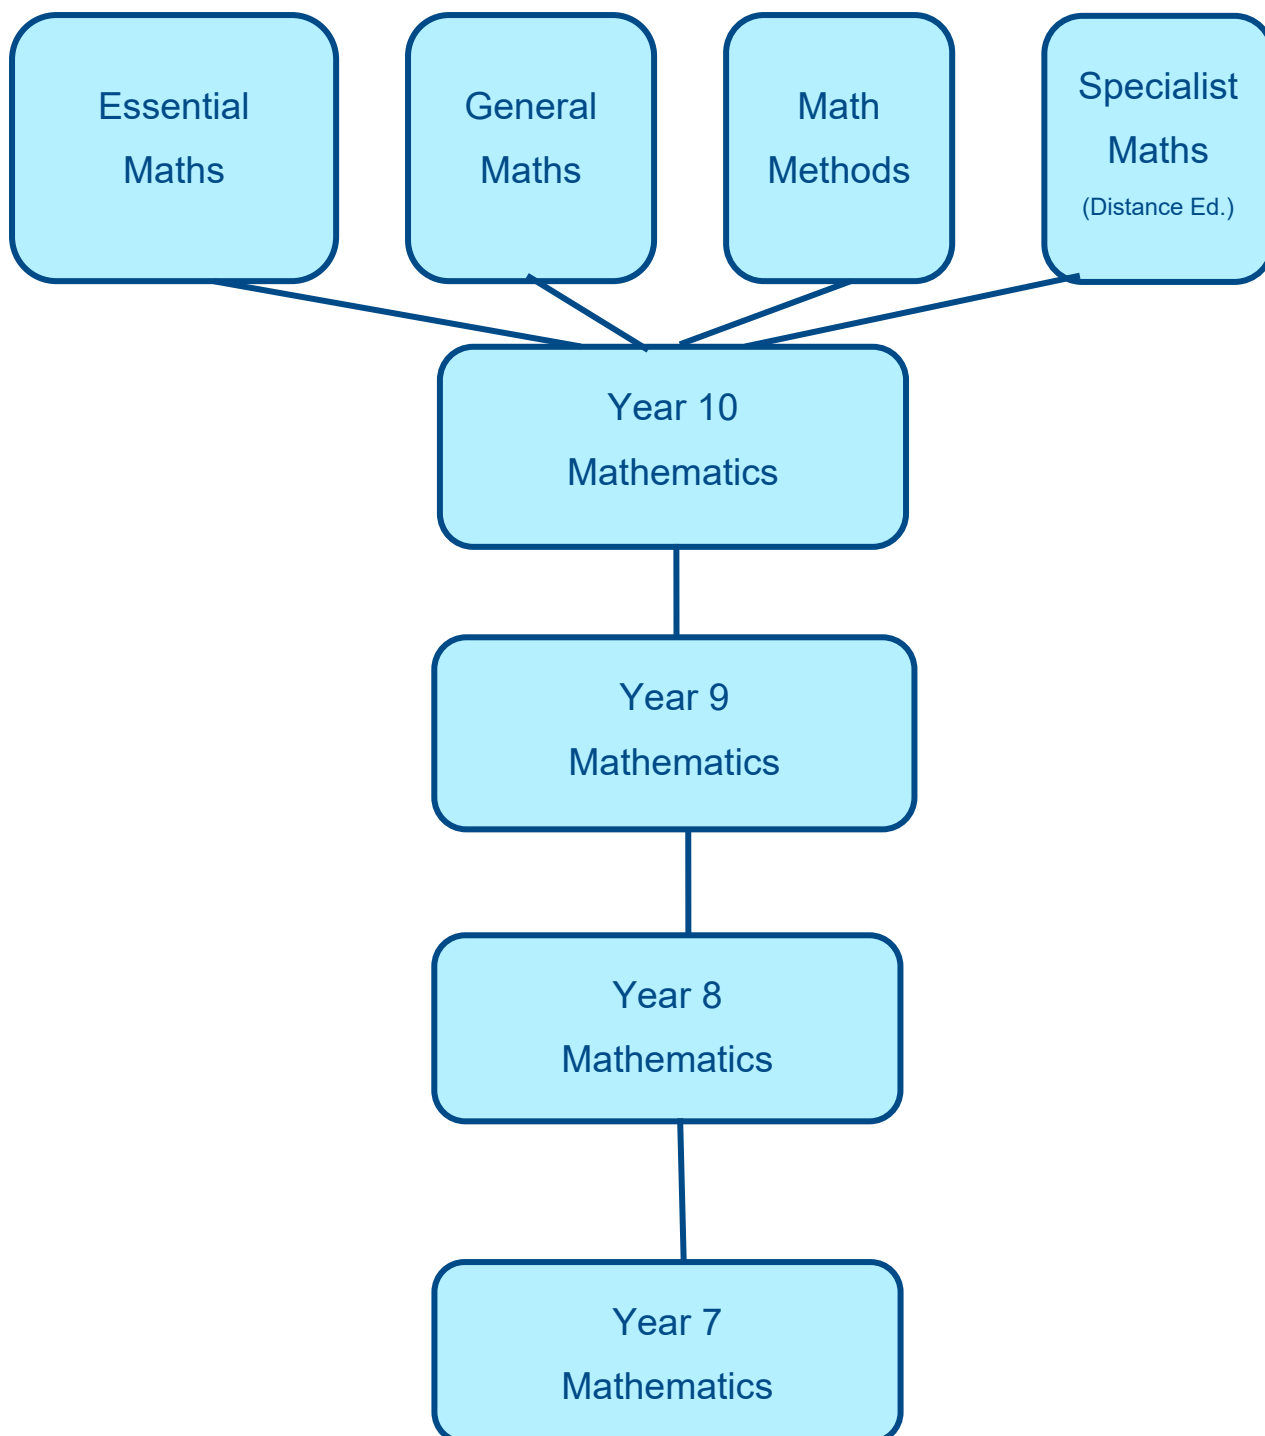 Essential
Maths
General
Maths
Math
Methods
Specialist
Maths
(Distance Ed.)
Year 10
Mathematics
Year 9
Mathematics
Year 8
Mathematics
Year 7
Mathematics